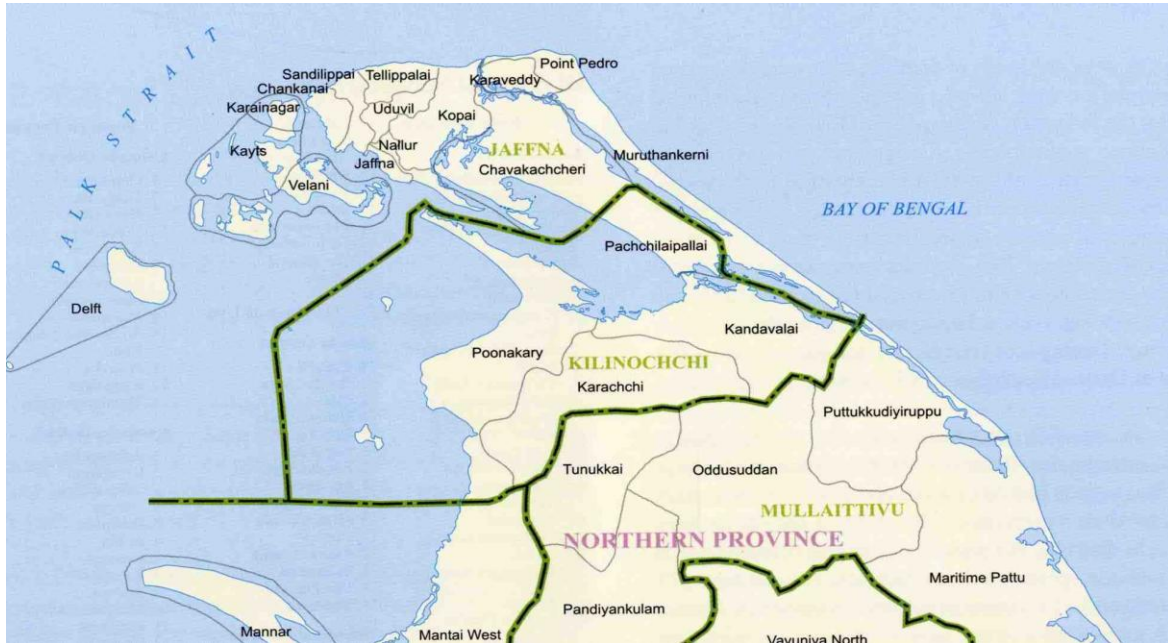 PALK STRAIT
Point Pedro
Sandilippai
Tellippalai
Karaveddy
Chankanai
Karainagar
Uduvil
Kopai
Kayts
Nallur
JAFFNA
Jaffna
Chavakachcheri
Muruthankerni
Velani
BAY OF BENGAL
Pachchilaipallai
Delft
Kandavalai
Poonakary
KILINOCHCHI
Karachchi
Puttukkudiyiruppu
Tunukkai
Oddusuddan
MULLAITTIVU
NORTHERN PROVINCE
Maritime Pattu
Pandiyankulam
Mannar
Mantai West
Vavuniya North